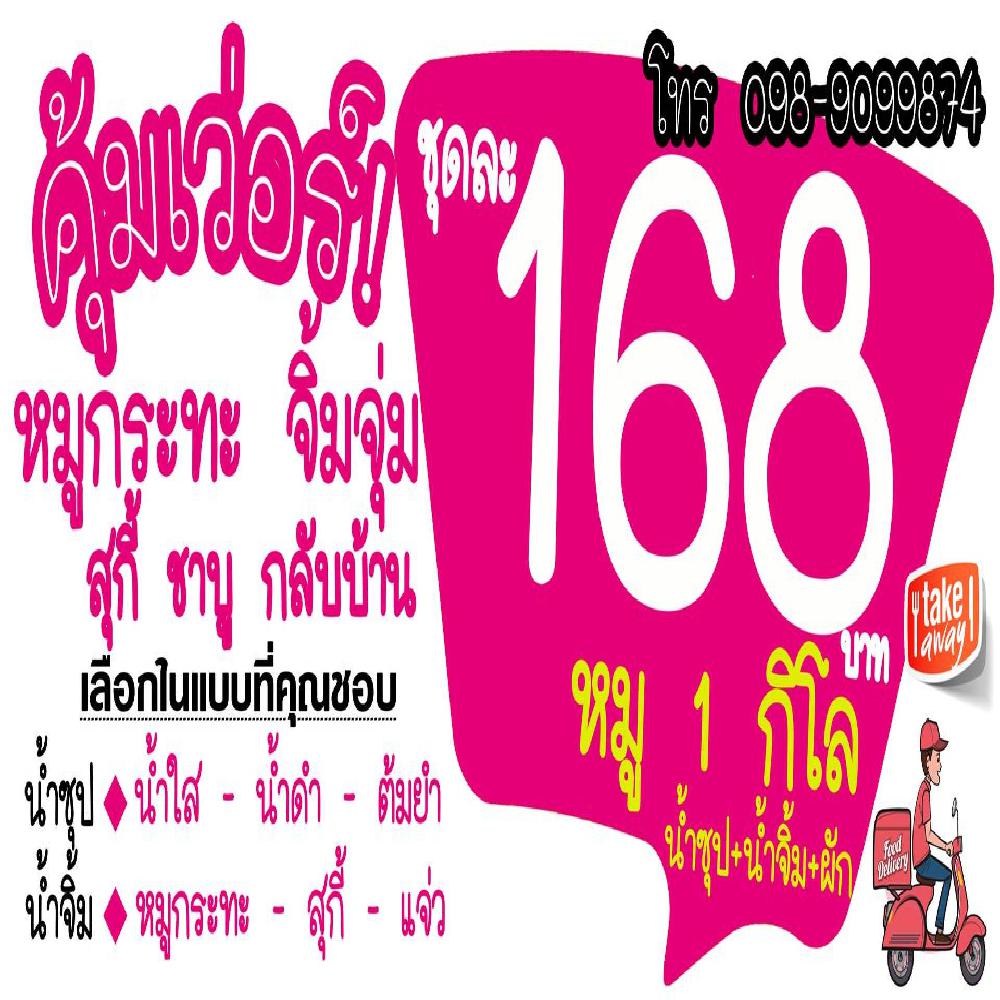 คุ้มเว่อร์!
หมูกระทะ จิ้มจุ่ม
สุกี้ ชาบู กลับบ้าน
เลือกในแบบที่คุณชอบ
น้ำซุป ♦ น้ำใส - น้ำดำ - ต้มยำ
น้ำจิ้ม ♦ หมูกระทะ - สุกี้ - แจ่ว
โทร 098-9099874
ชุดละ
168
บาท
หมู 1 กิโล
น้ำซุป+น้ำจิ้ม+ผัก
take
away
Food
Delivery